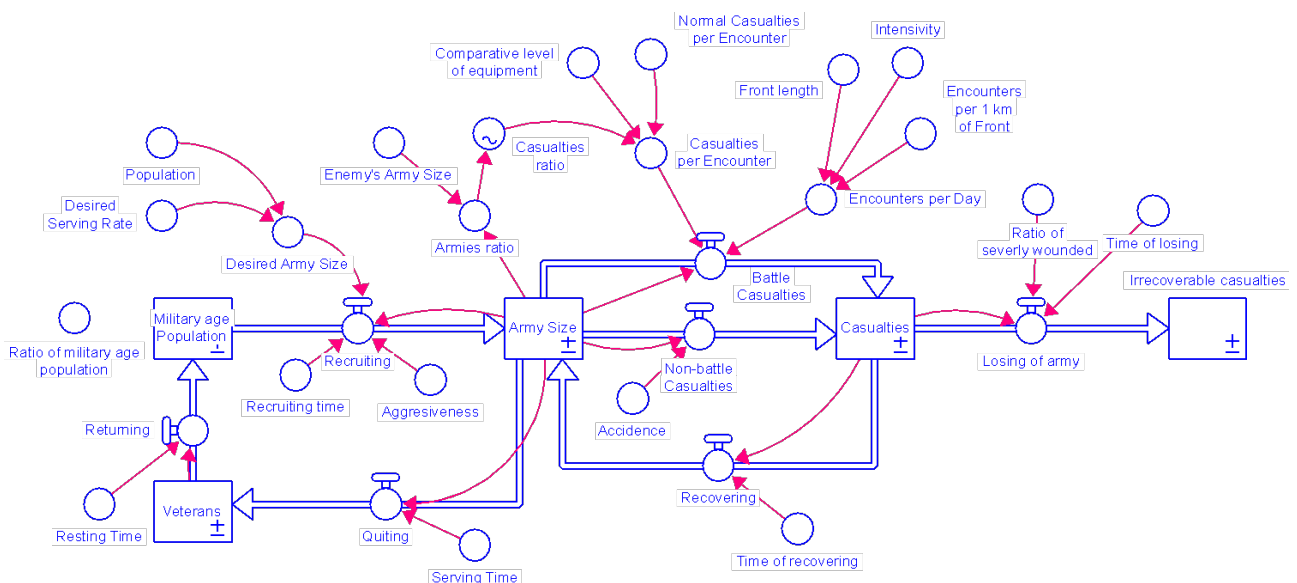 Normal Casualties
per Encounter
Intensivity
Comparative level
of equipment
Front length
Encounters
per 1 km
of Front
Casualties
ratio
Casualties
per Encounter
Population
Enemy's Army Size
Desired
Serving Rate
Encounters per Day
Armies ratio
Ratio of
severly wounded
Time of losing
Desired Army Size
Battle
Casualties
Irrecoverable casualties
Military age
Population
Army Size
Casualties
Ratio of military age
population
Recruiting
Non-battle
Casualties
Losing of army
Recruiting time
Aggresiveness
Accidence
Returning
Recovering
Veterans
Quiting
Resting Time
Time of recovering
Serving Time